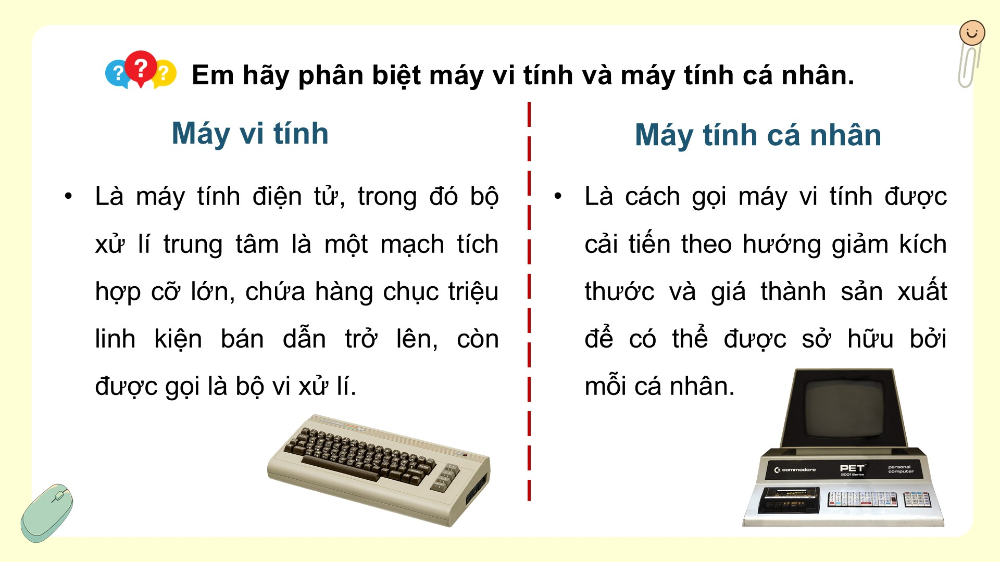 ? ? ?
Em hãy phân biệt máy vi tính và máy tính cá nhân.
Máy vi tính
• Là máy tính điện tử, trong đó bộ
xử lí trung tâm là một mạch tích
hợp cỡ lớn, chứa hàng chục triệu
linh kiện bán dẫn trở lên, còn
được gọi là bộ vi xử lí.
Máy tính cá nhân
• Là cách gọi máy vi tính được
cải tiến theo hướng giảm kích
thước và giá thành sản xuất
để có thể được sở hữu bởi
mỗi cá nhân.
commodore
PET
2001 Series
personal
computer